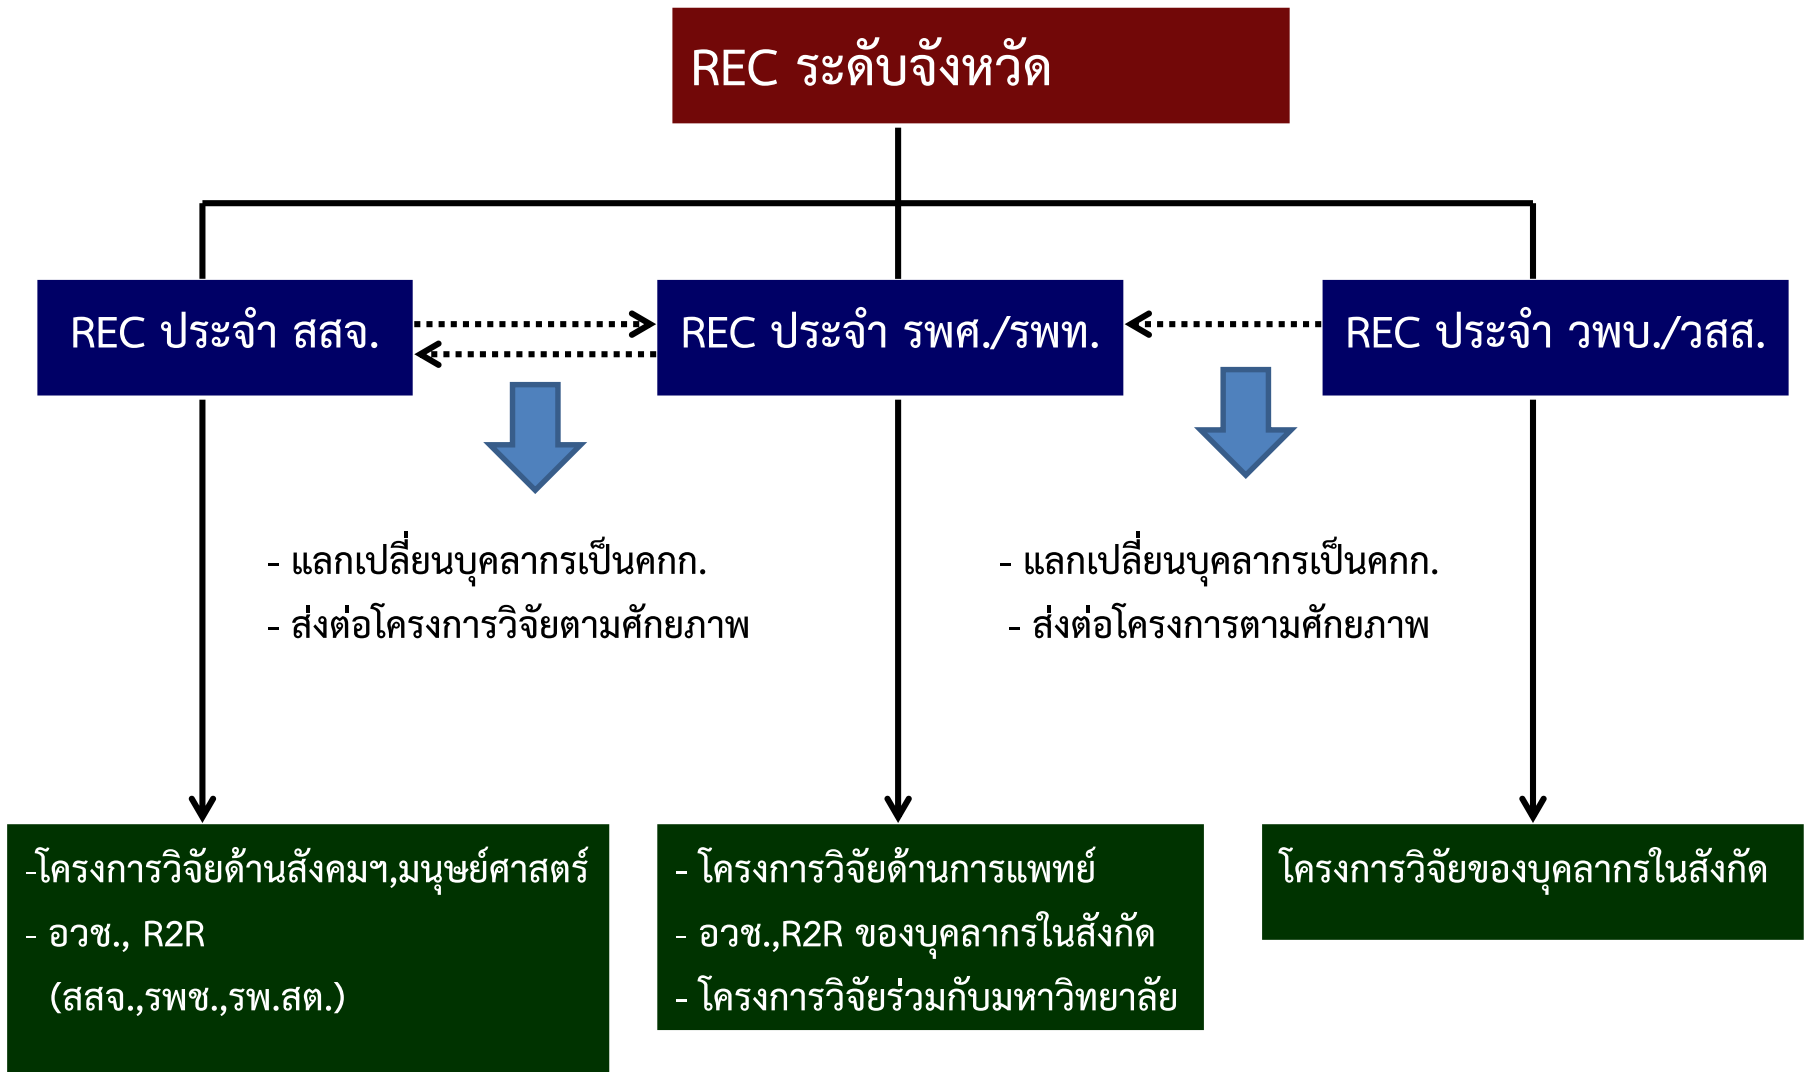 REC ระดับจังหวัด
REC ประจำ สสจ.
REC ประจำ รพศ./รพท.
REC ประจำ วพบ./วสส.
- แลกเปลี่ยนบุคลากรเป็นคกก.
- ส่งต่อโครงการวิจัยตามศักยภาพ
- แลกเปลี่ยนบุคลากรเป็นคกก.
- ส่งต่อโครงการตามศักยภาพ
-โครงการวิจัยด้านสังคมฯ,มนุษย์ศาสตร์
- อวช., R2R
(สสจ.,รพช.,รพ.สต.)
- โครงการวิจัยด้านการแพทย์
- อวช.,R2R ของบุคลากรในสังกัด
- โครงการวิจัยร่วมกับมหาวิทยาลัย
โครงการวิจัยของบุคลากรในสังกัด